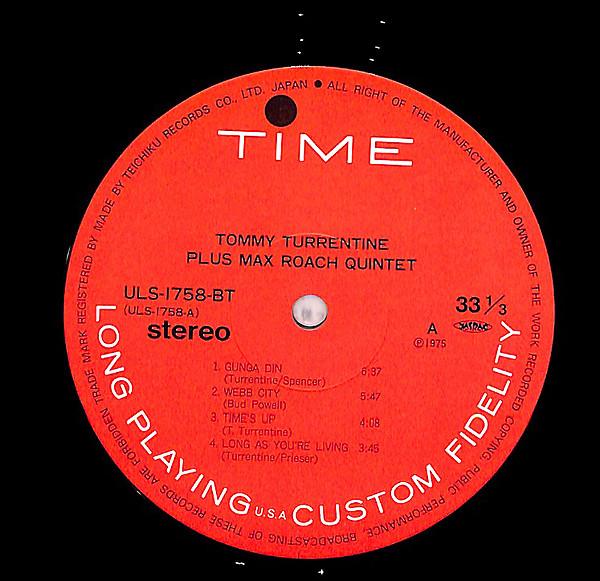 MADE BY TEICHIKU RECORDS CO., LTD. JAPAN ● ALL RIGHT OF THE MANUFACTURER AND OWNER OF THE WORK RECORDED COPYING PUBLIC PERFORMANCE, BROADCASTING OF THESE RECORDS ARE FORBIDDEN TRADE MARK REGISTERED BY
TIME
TOMMY TURRENTINE
PLUS MAX ROACH QUINTET
ULS-1758-BT
(ULS-1758-A)
stereo
33 1/3
A
Ⓟ1975
1. GUNGA DIN 6:37
(Turrentine/Spencer)
2. WEBB CITY 5:47
(Bud Powell)
3. TIME'S UP 4:08
(T. Turrentine)
4. LONG AS YOU'RE LIVING 3:45
(Turrentine/Prieser)
LONG PLAYING U.S.A CUSTOM FIDELITY